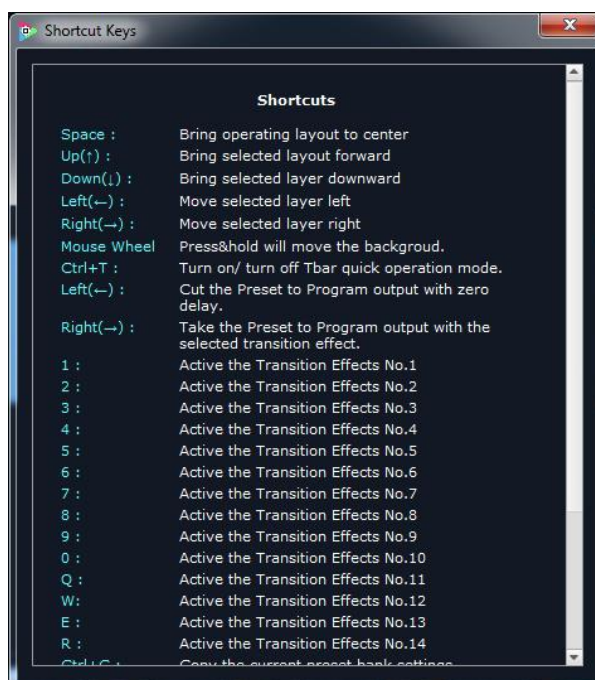 Shortcut Keys
Shortcuts
Space : Bring operating layout to center
Up(↑) : Bring selected layout forward
Down(↓) : Bring selected layer downward
Left(←) : Move selected layer left
Right(→) : Move selected layer right
Mouse Wheel Press&hold will move the backgroud.
Ctrl+T : Turn on/ turn off Tbar quick operation mode.
Left(←) : Cut the Preset to Program output with zero
delay.
Right(→) : Take the Preset to Program output with the
selected transition effect.
1 : Active the Transition Effects No.1
2 : Active the Transition Effects No.2
3 : Active the Transition Effects No.3
4 : Active the Transition Effects No.4
5 : Active the Transition Effects No.5
6 : Active the Transition Effects No.6
7 : Active the Transition Effects No.7
8 : Active the Transition Effects No.8
9 : Active the Transition Effects No.9
0 : Active the Transition Effects No.10
Q : Active the Transition Effects No.11
W: Active the Transition Effects No.12
E : Active the Transition Effects No.13
R : Active the Transition Effects No.14
Ctrl+C : Copy the current preset bank settings